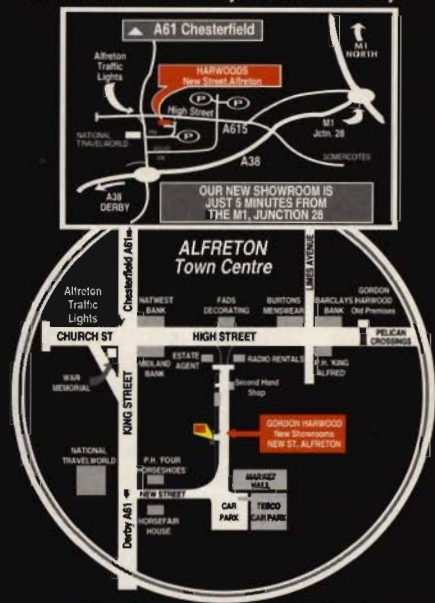 A61 Chesterfield
M1
NORTH
Alfreton
Traffic
Lights
HARWOODS
New Street, Alfreton
P
P
High Street
P
A615
M1
Jctn. 28
NATIONAL
TRAVELWORLD
A38
SOMERCOTES
A38
DERBY
OUR NEW SHOWROOM IS
JUST 5 MINUTES FROM
THE M1, JUNCTION 28
ALFRETON
Town Centre
Chesterfield A61
LIMES AVENUE
Alfreton
Traffic
Lights
NATWEST
BANK
FADS
DECORATING
BURTONS
MENSWEAR
BARCLAYS
BANK
GORDON
HARWOOD
Old Premises
CHURCH ST
HIGH STREET
PELICAN
CROSSINGS
WAR
MEMORIAL
MIDLAND
BANK
ESTATE
AGENT
RADIO RENTALS
P.H. 'KING
ALFRED'
Second Hand
Shop
KING STREET
GORDON HARWOOD
New Showrooms
NEW ST. ALFRETON
NATIONAL
TRAVELWORLD
P.H. 'FOUR
HORSESHOES'
MARKET
HALL
NEW STREET
CAR
PARK
TESCO
CAR PARK
HORSEFAIR
HOUSE
Derby A61